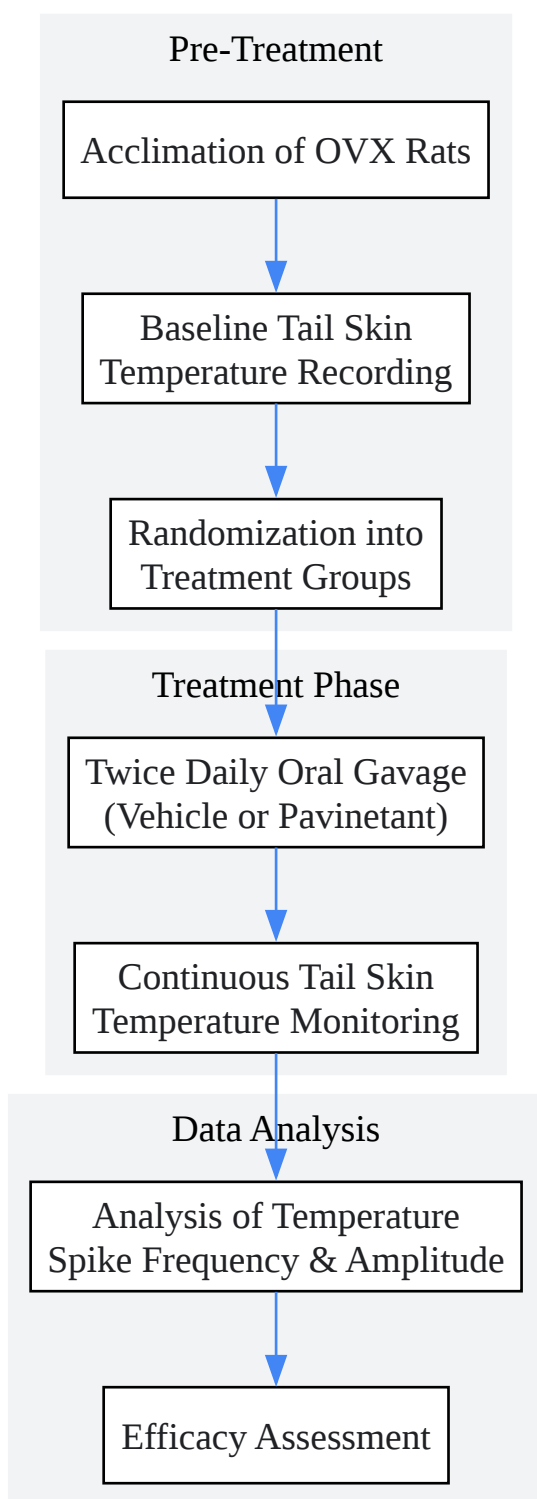 Pre-Treatment
Acclimation of OVX Rats
Baseline Tail Skin
Temperature Recording
Randomization into
Treatment Groups
Treatment Phase
Twice Daily Oral Gavage
(Vehicle or Pavinetant)
Continuous Tail Skin
Temperature Monitoring
Data Analysis
Analysis of Temperature
Spike Frequency & Amplitude
Efficacy Assessment